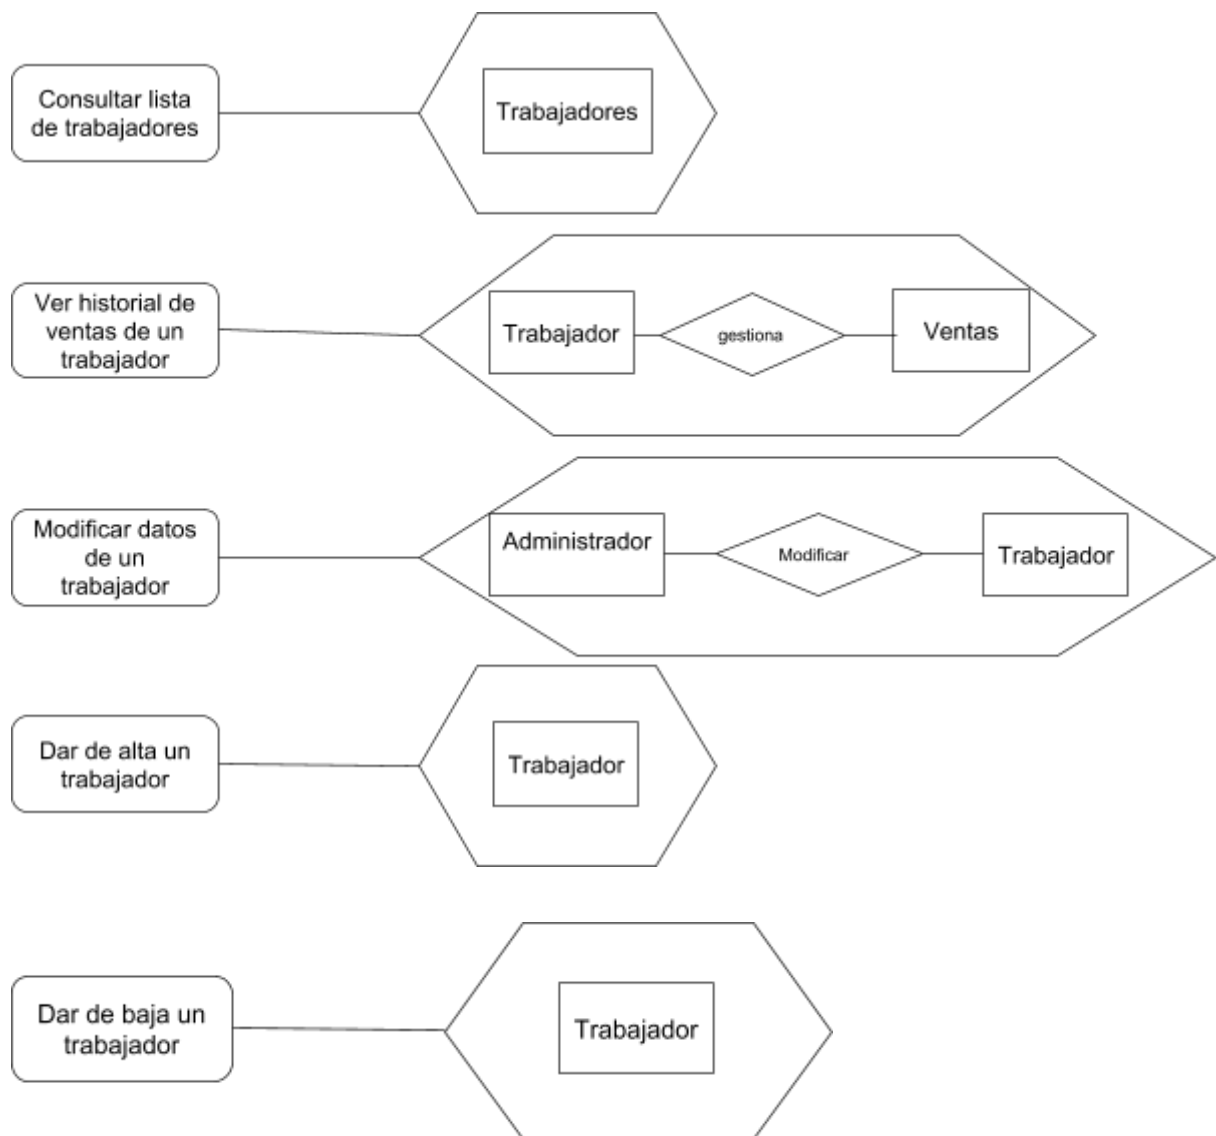 Consultar lista
de trabajadores
Trabajadores
Ver historial de
ventas de un
trabajador
Trabajador
gestiona
Ventas
Modificar datos
de un
trabajador
Administrador
Modificar
Trabajador
Dar de alta un
trabajador
Trabajador
Dar de baja un
trabajador
Trabajador